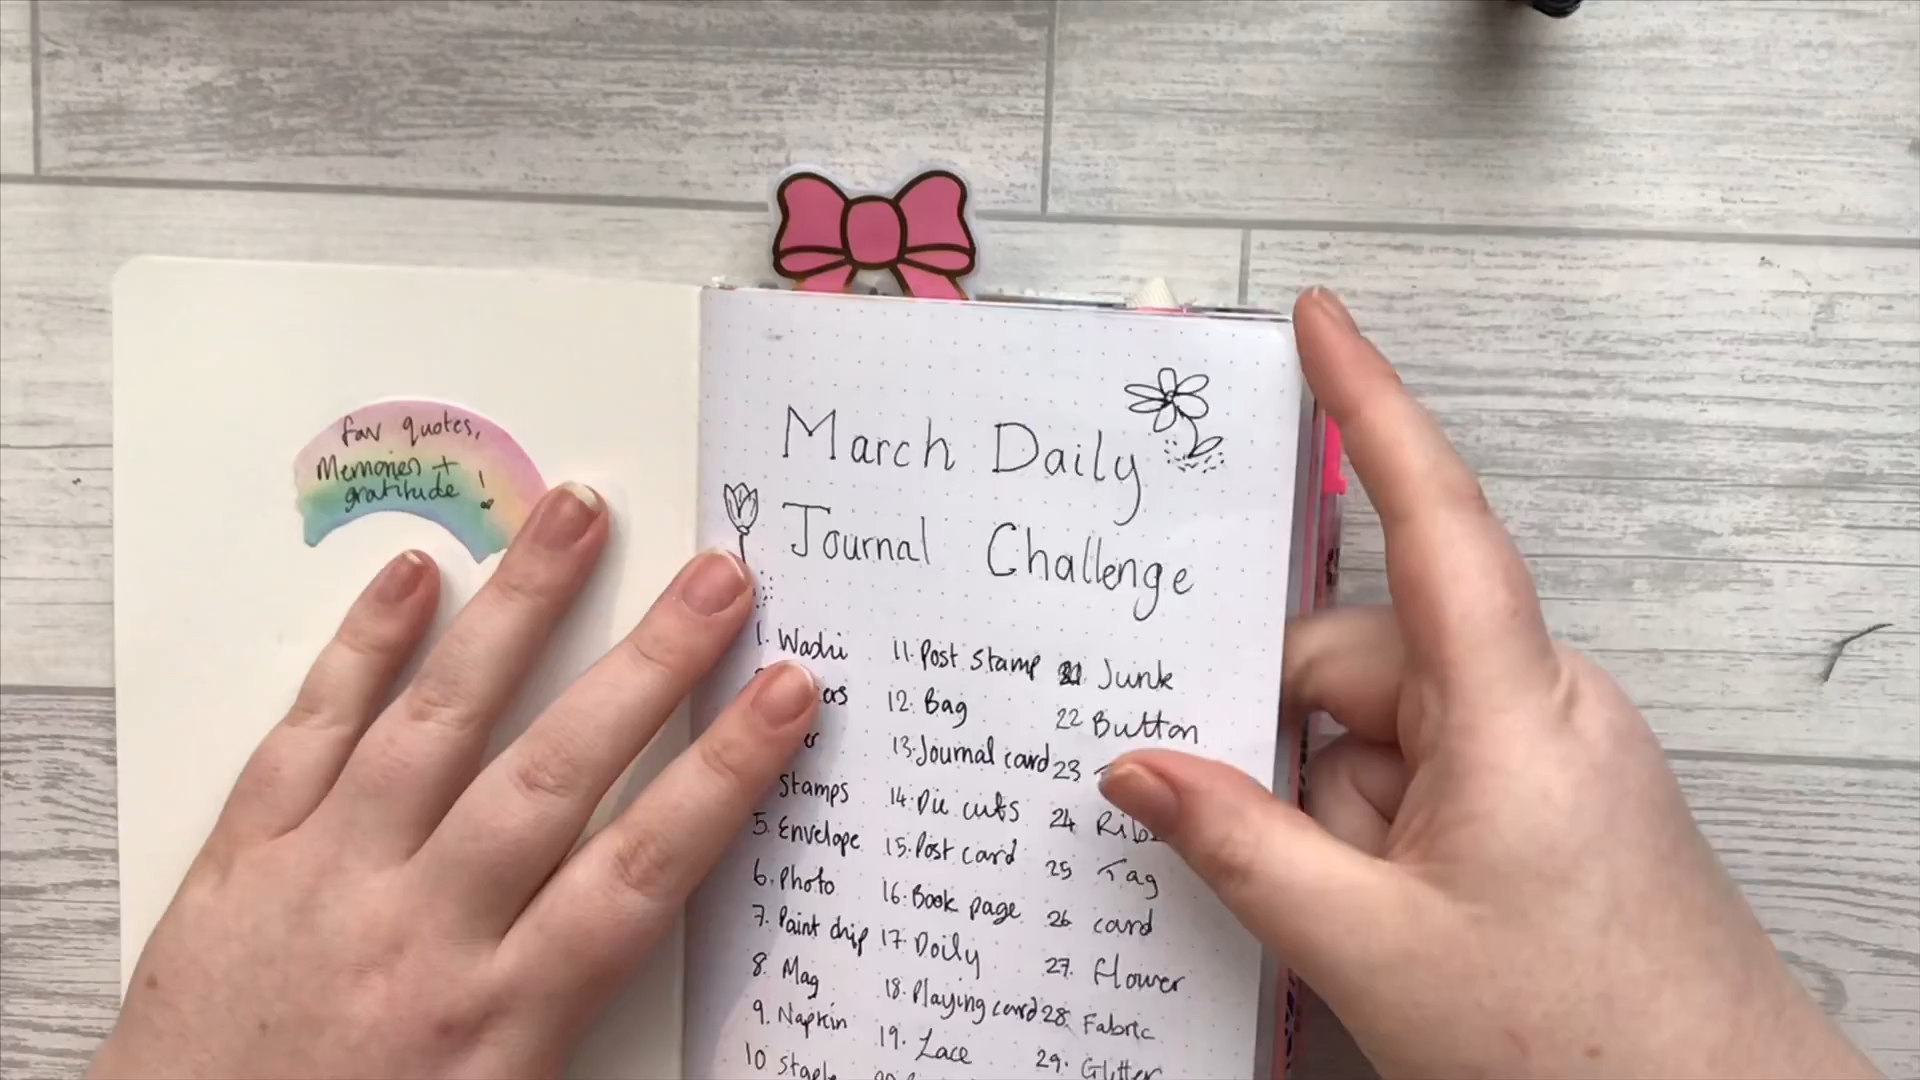 fav quotes,
Memories +
gratitude !
March Daily
Journal Challenge
1. Washi
Stamps
5. Envelope
6. Photo
7. Paint chip
8. Mag
9. Napkin
10
11. Post Stamp
12. Bag
13. Journal card
14. Die cuts
15. Post card
16. Book page
17. Doily
18. Playing card
19. Lace
21 Junk
22 Button
23
24
25 Tag
26 card
27. flower
28. Fabric
29. Glitter